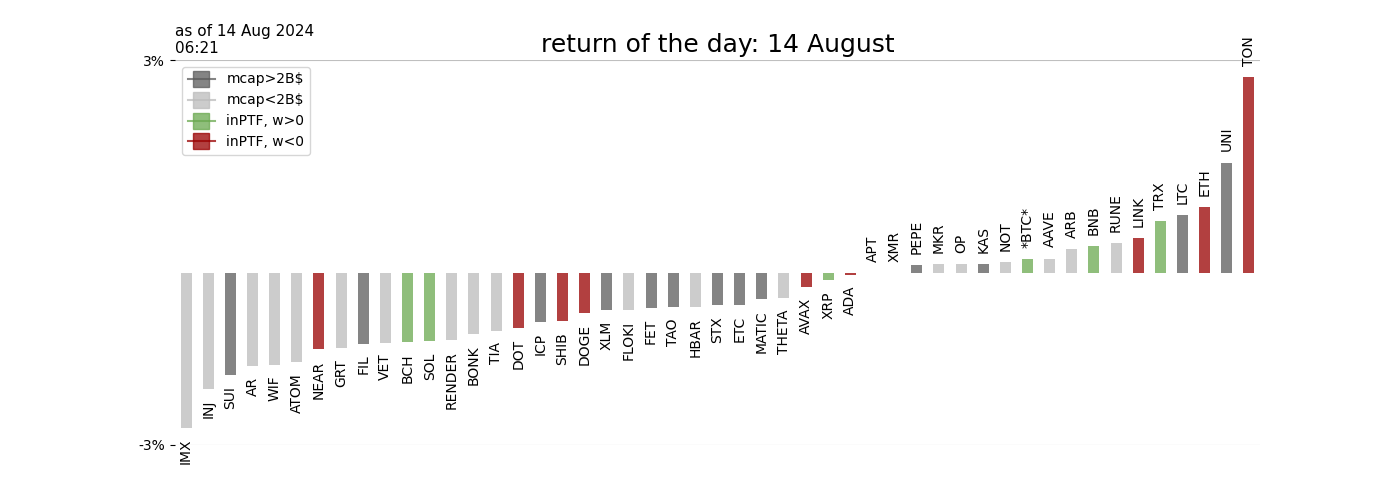 as of 14 Aug 2024
06:21
return of the day: 14 August
3%
mcap>2B$
mcap<2B$
inPTF, w>0
inPTF, w<0
-3%
IMX
INJ
SUI
AR
WIF
ATOM
NEAR
GRT
FIL
VET
BCH
SOL
RENDER
BONK
TIA
DOT
ICP
SHIB
DOGE
XLM
FLOKI
FET
TAO
HBAR
STX
ETC
MATIC
THETA
AVAX
XRP
ADA
APT
XMR
PEPE
MKR
OP
KAS
NOT
*BTC*
AAVE
ARB
BNB
RUNE
LINK
TRX
LTC
ETH
UNI
TON